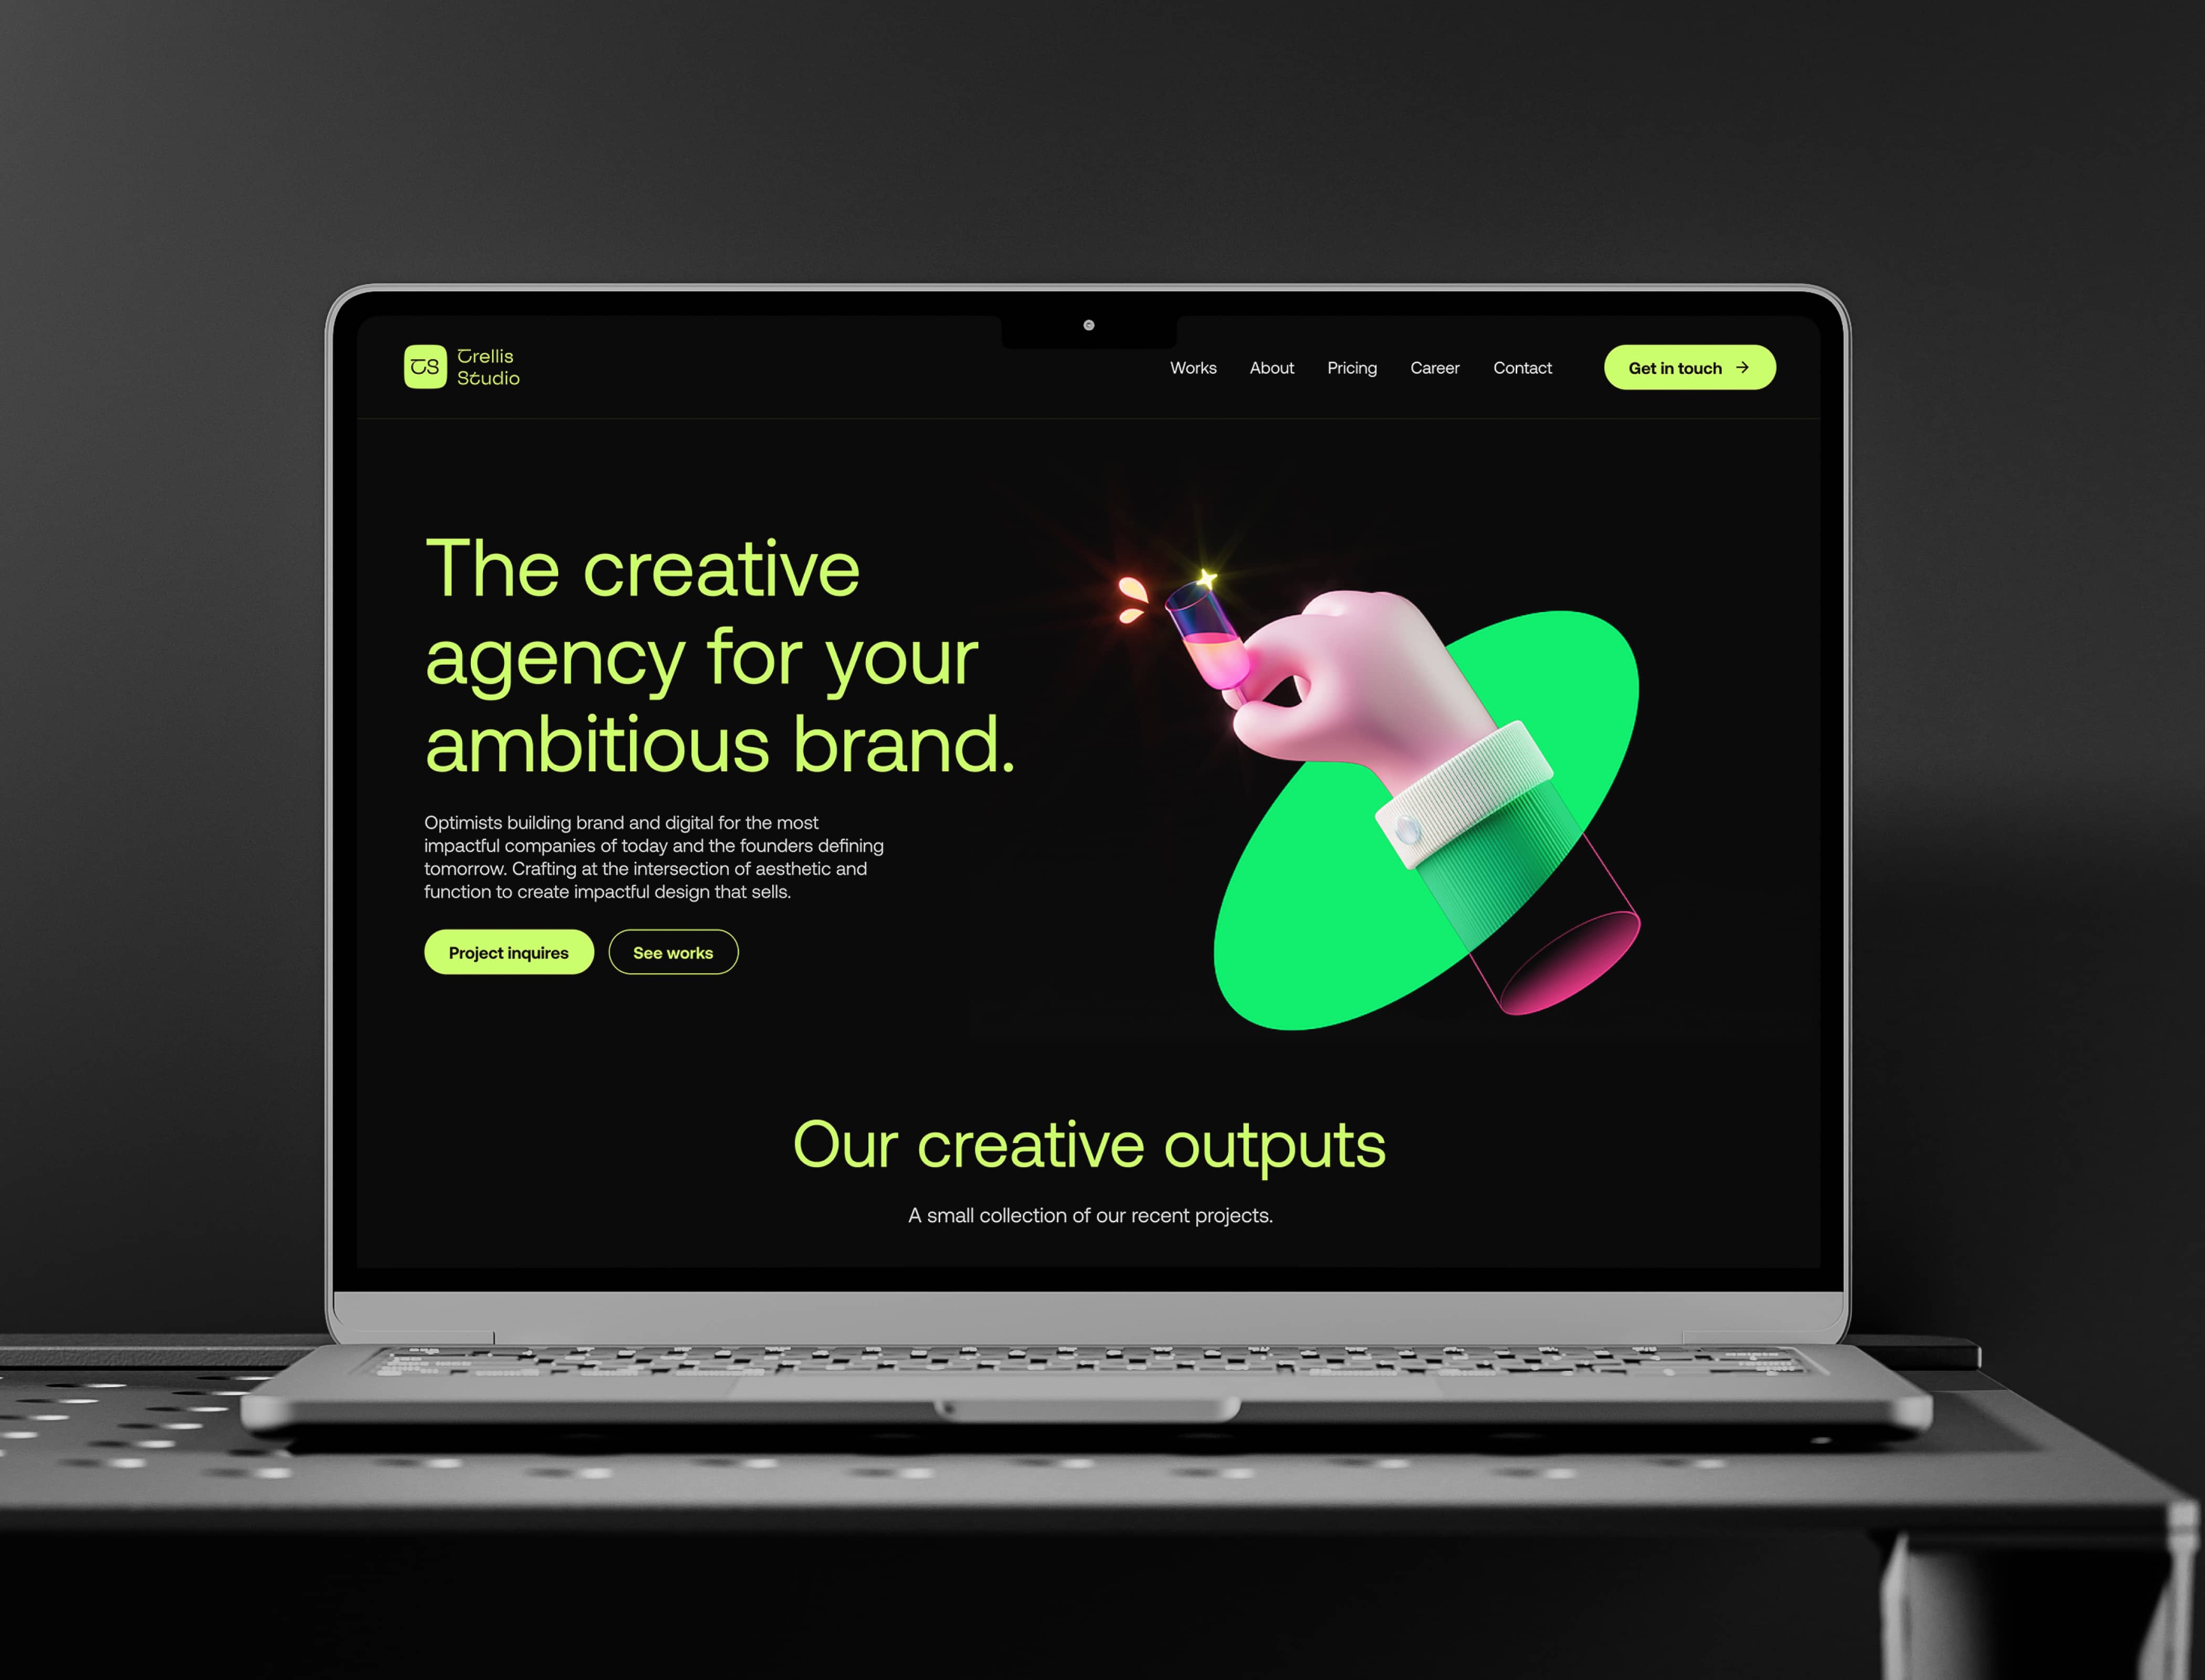 TS
Trellis
Studio
Works About Pricing Career Contact Get in touch →
The creative
agency for your
ambitious brand.
Optimists building brand and digital for the most
impactful companies of today and the founders defining
tomorrow. Crafting at the intersection of aesthetic and
function to create impactful design that sells.
Project inquires See works
Our creative outputs
A small collection of our recent projects.